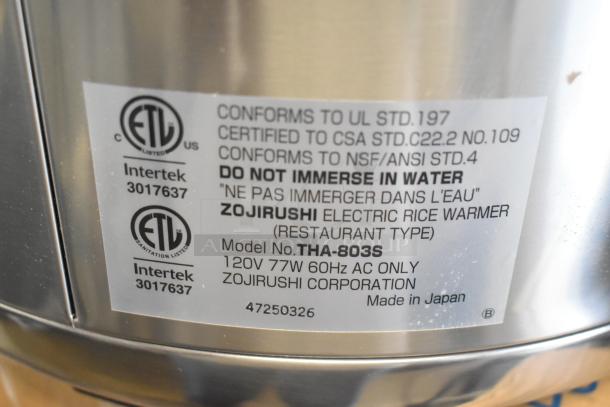 CONFORMS TO UL STD.197
CERTIFIED TO CSA STD.C22.2 NO.109
CONFORMS TO NSF/ANSI STD.4
DO NOT IMMERSE IN WATER
"NE PAS IMMERGER DANS L'EAU"
ZOJIRUSHI ELECTRIC RICE WARMER
(RESTAURANT TYPE)
Model No.THA-803S
120V 77W 60Hz AC ONLY
ZOJIRUSHI CORPORATION
Made in Japan
47250326
B
C ETL US
LISTED
Intertek
3017637
ETL
SANITATION LISTED
Intertek
3017637